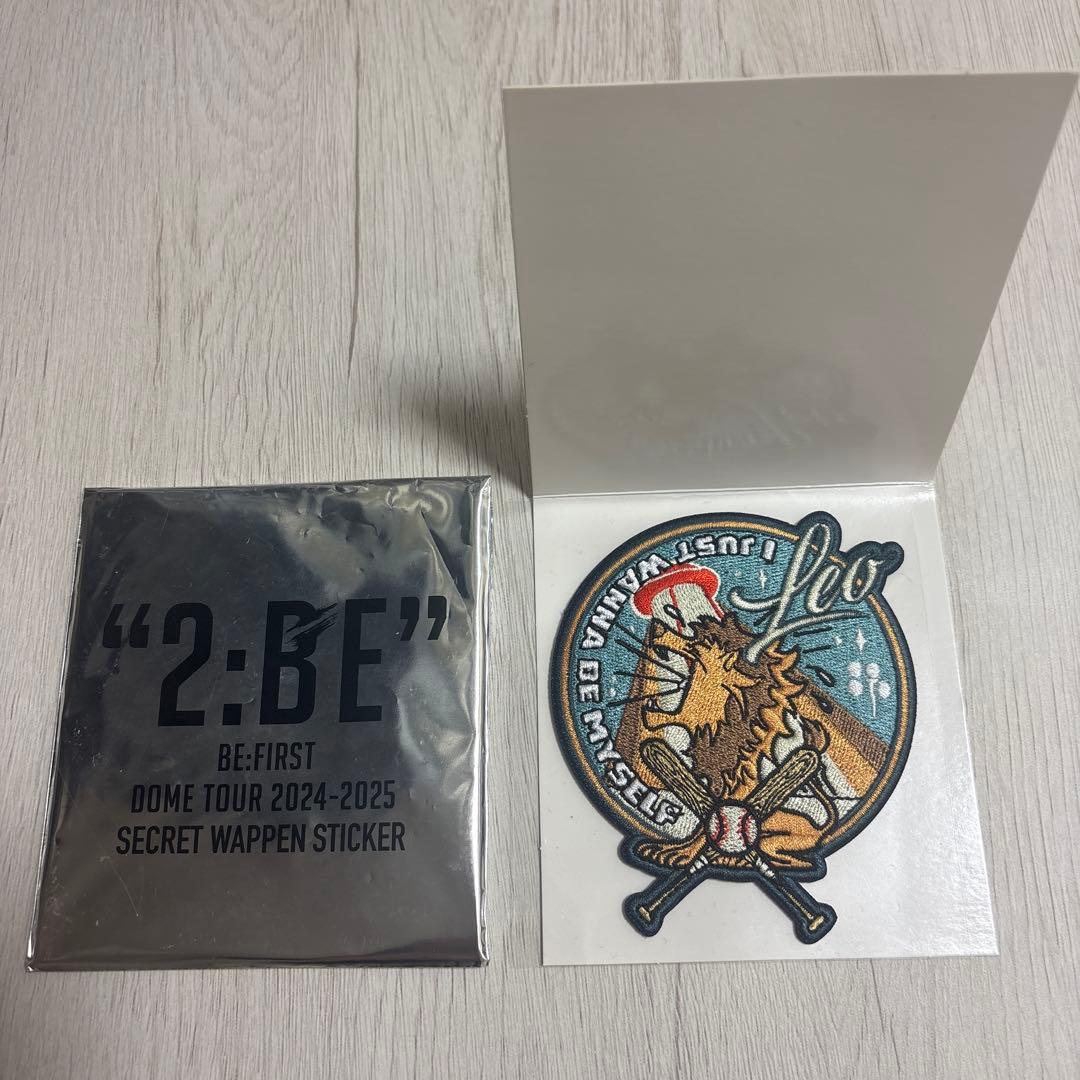 “2:BE”
BE:FIRST
DOME TOUR 2024-2025
SECRET WAPPEN STICKER
Leo
I JUST WANNA BE MYSELF